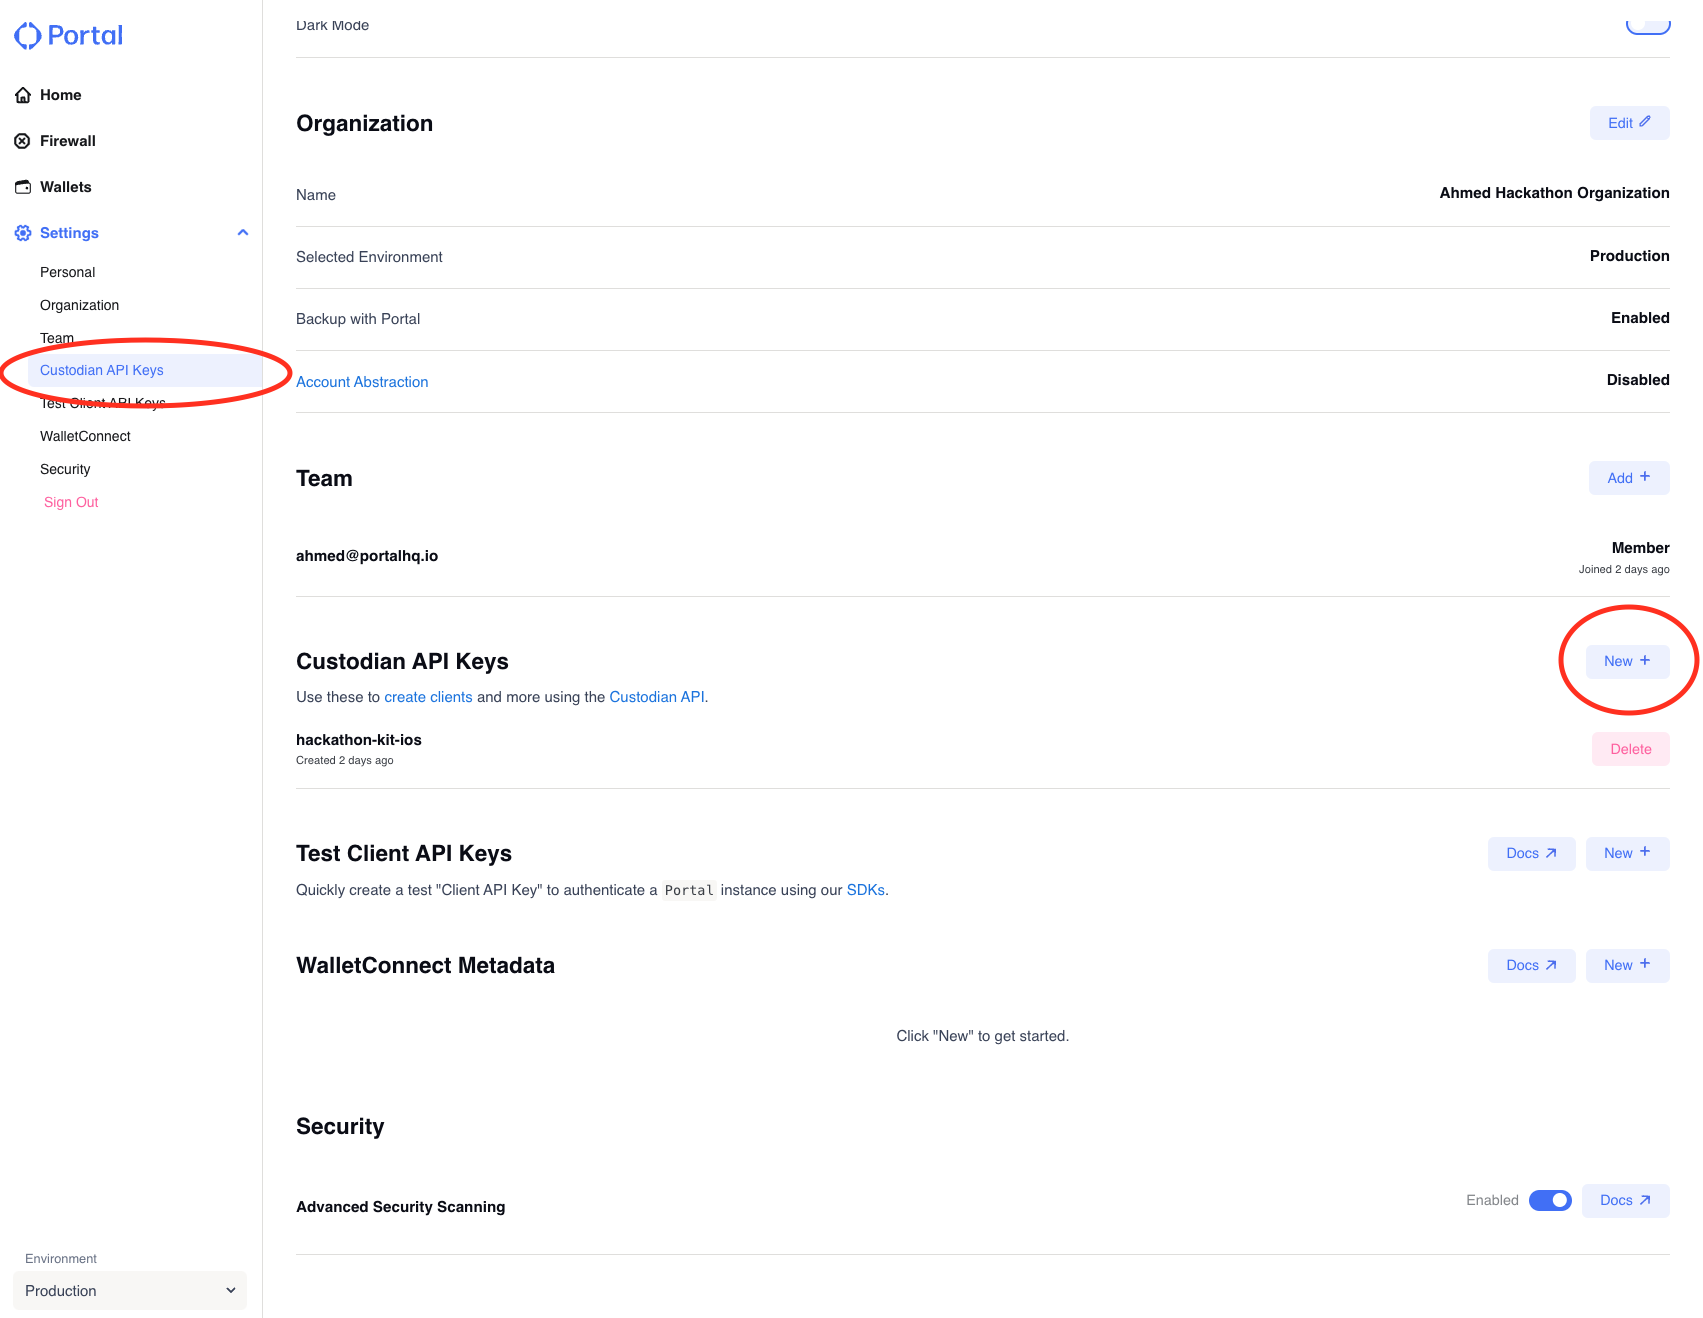 Portal
Home
Firewall
Wallets
Settings
Personal
Organization
Team
Custodian API Keys
Test Client API Keys
WalletConnect
Security
Sign Out
Environment
Production
Dark Mode
Organization
Edit
Name
Ahmed Hackathon Organization
Selected Environment
Production
Backup with Portal
Enabled
Account Abstraction
Disabled
Team
Add +
ahmed@portalhq.io
Member
Joined 2 days ago
Custodian API Keys
New +
Use these to create clients and more using the Custodian API.
hackathon-kit-ios
Created 2 days ago
Delete
Test Client API Keys
Docs
New +
Quickly create a test "Client API Key" to authenticate a Portal instance using our SDKs.
WalletConnect Metadata
Docs
New +
Click "New" to get started.
Security
Advanced Security Scanning
Enabled
Docs